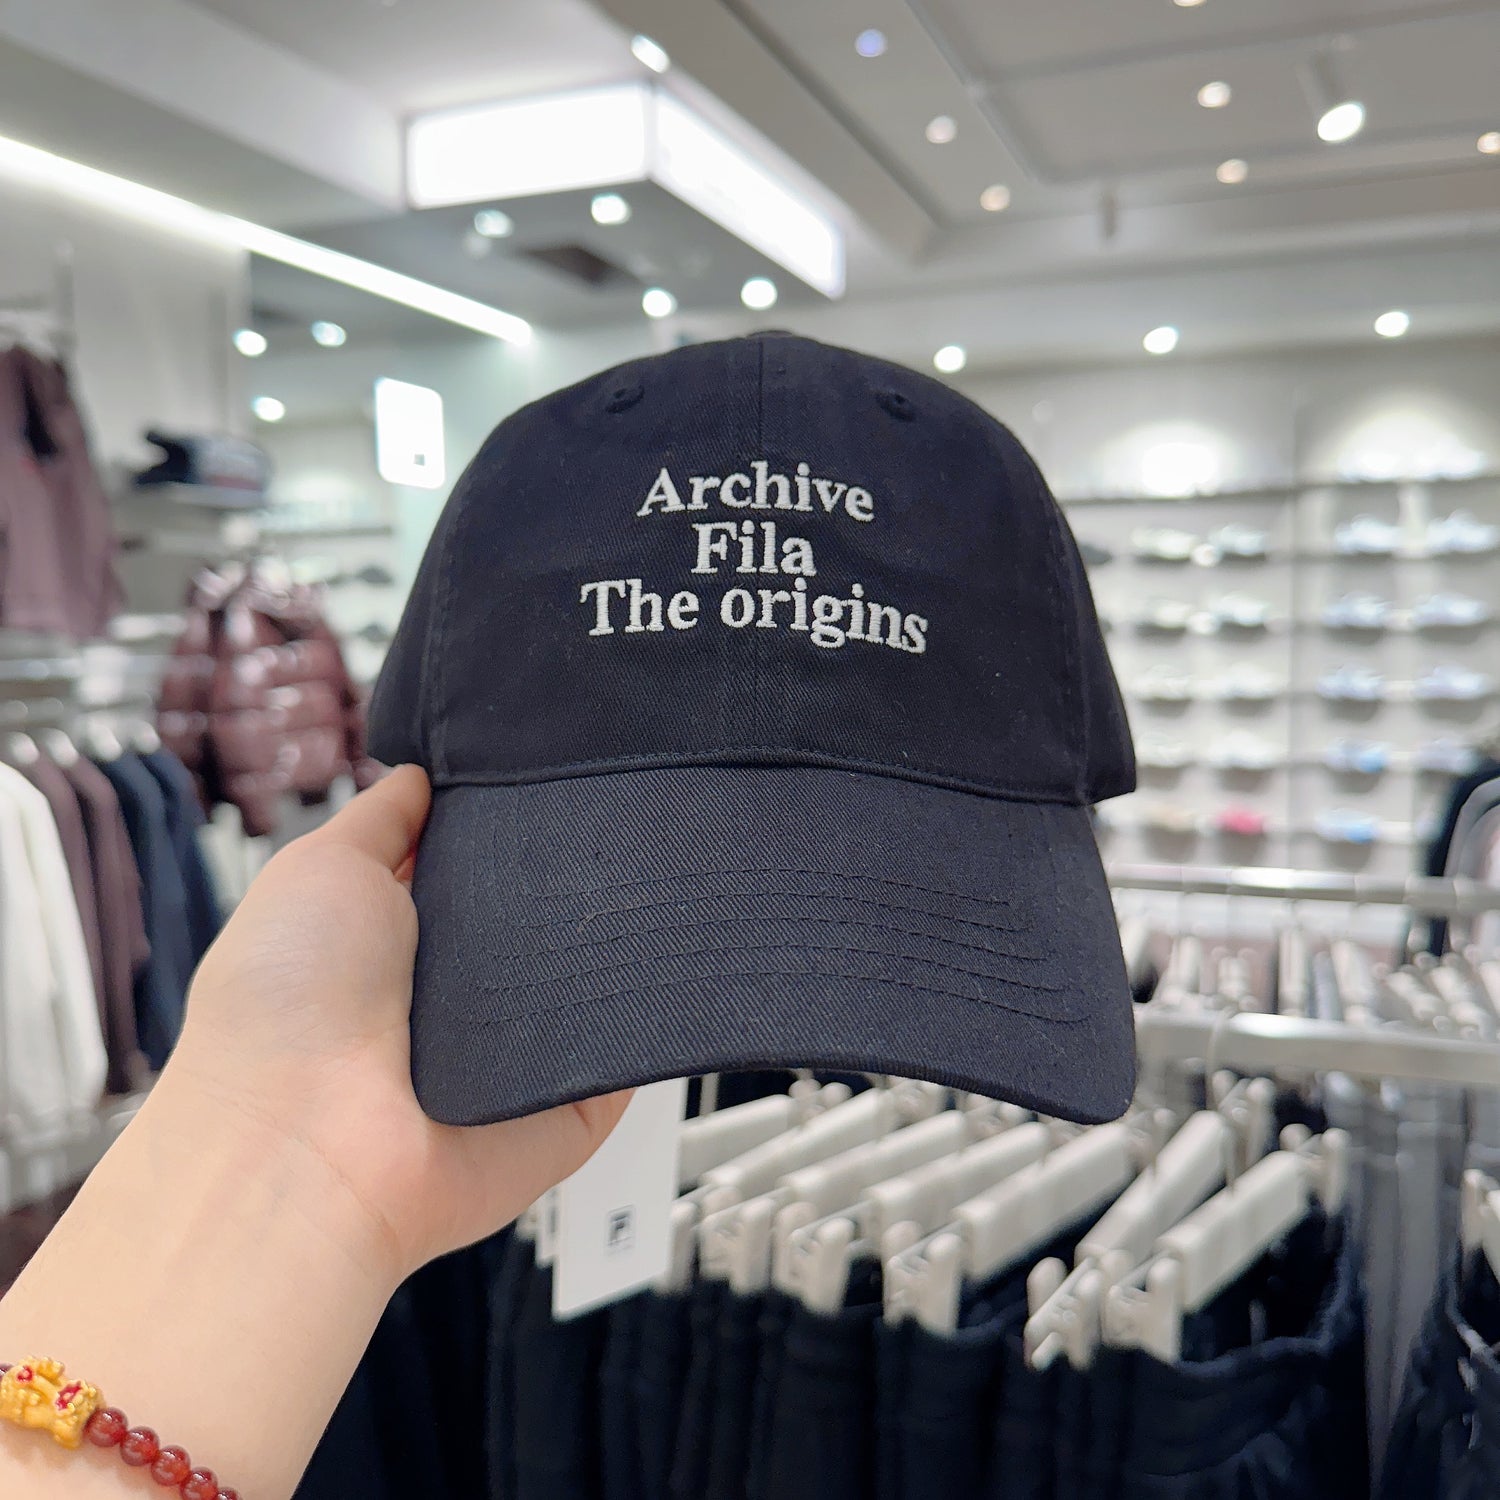 Archive
Fila
The origins